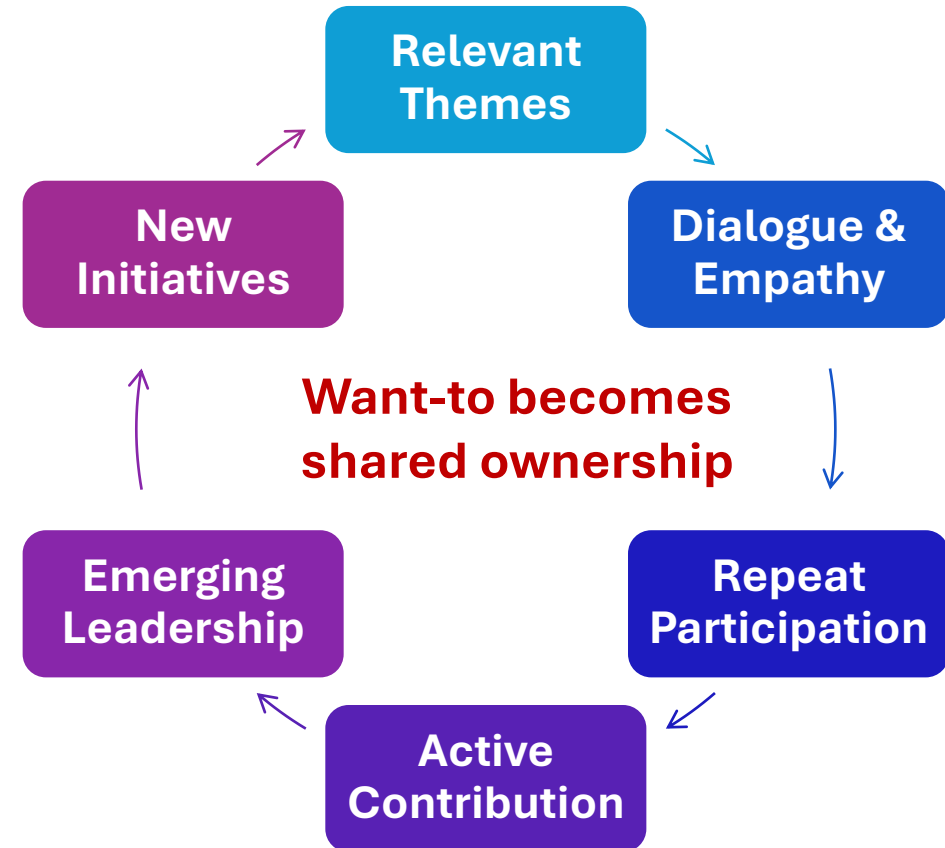 Relevant
Themes
Dialogue &
Empathy
Repeat
Participation
Active
Contribution
Emerging
Leadership
New
Initiatives
Want-to becomes
shared ownership